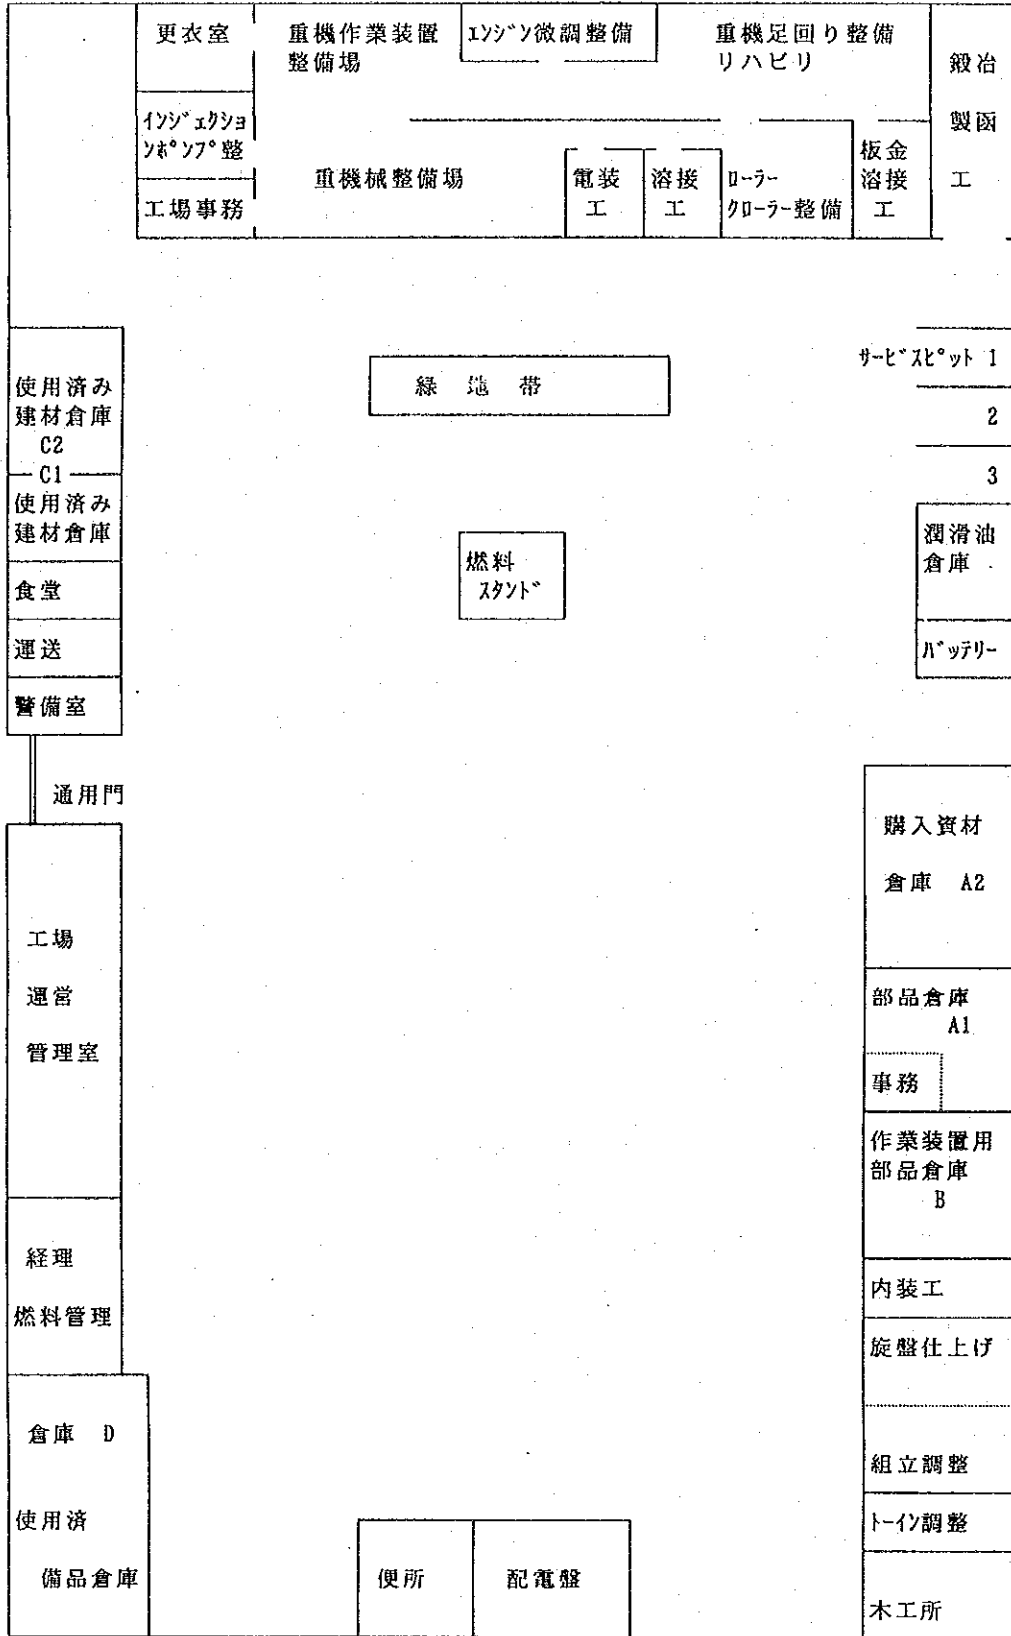 更衣室
重機作業装置
整備場
エンジン微調整備
重機足回り整備
リハビリ
鍛冶
製函
工
インジェクショ
ンポンプ整
工場事務
重機械整備場
電装
工
溶接
工
ローラー
クローラー整備
板金
溶接
工
使用済み
建材倉庫
C2
C1
使用済み
建材倉庫
食堂
運送
警備室
通用門
緑地帯
燃料
スタンド
サービスピット 1
2
3
潤滑油
倉庫
バッテリー
工場
運営
管理室
経理
燃料管理
倉庫 D
使用済
備品倉庫
便所
配電盤
購入資材
倉庫 A2
部品倉庫
A1
事務
作業装置用
部品倉庫
B
内装工
旋盤仕上げ
組立調整
トーイン調整
木工所